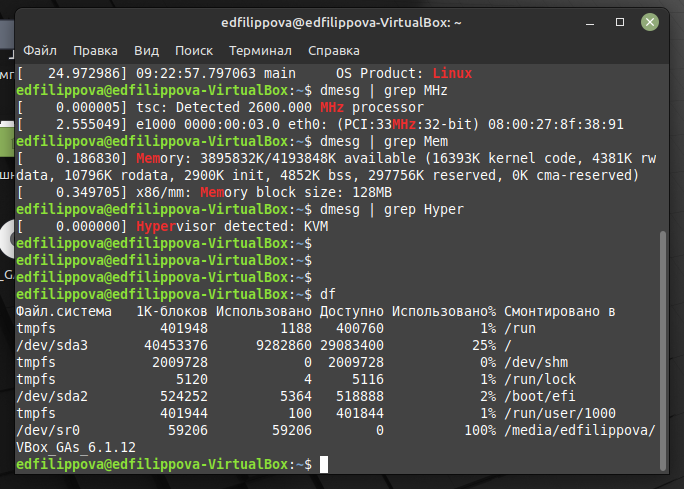 edfilippova@edfilippova-VirtualBox: ~
Файл Правка Вид Поиск Терминал Справка
[   24.972986] 09:22:57.797063 main     OS Product: Linux
edfilippova@edfilippova-VirtualBox:~$ dmesg | grep MHz
[    0.000005] tsc: Detected 2600.000 MHz processor
[    2.555049] e1000 0000:00:03.0 eth0: (PCI:33MHz:32-bit) 08:00:27:8f:38:91
edfilippova@edfilippova-VirtualBox:~$ dmesg | grep Mem
[    0.186830] Memory: 3895832K/4193848K available (16393K kernel code, 4381K rw
data, 10796K rodata, 2900K init, 4852K bss, 297756K reserved, 0K cma-reserved)
[    0.349705] x86/mm: Memory block size: 128MB
edfilippova@edfilippova-VirtualBox:~$ dmesg | grep Hyper
[    0.000000] Hypervisor detected: KVM
edfilippova@edfilippova-VirtualBox:~$
edfilippova@edfilippova-VirtualBox:~$
edfilippova@edfilippova-VirtualBox:~$
edfilippova@edfilippova-VirtualBox:~$ df
Файл.система   1K-блоков Использовано Доступно Использовано% Смонтировано в
tmpfs             401948         1188   400760            1% /run
/dev/sda3       40453376      9282860 29083400           25% /
tmpfs            2009728            0  2009728            0% /dev/shm
tmpfs               5120            4     5116            1% /run/lock
/dev/sda2         524252         5364   518888            2% /boot/efi
tmpfs             401944          100   401844            1% /run/user/1000
/dev/sr0           59206        59206        0          100% /media/edfilippova/
VBox_GAs_6.1.12
edfilippova@edfilippova-VirtualBox:~$